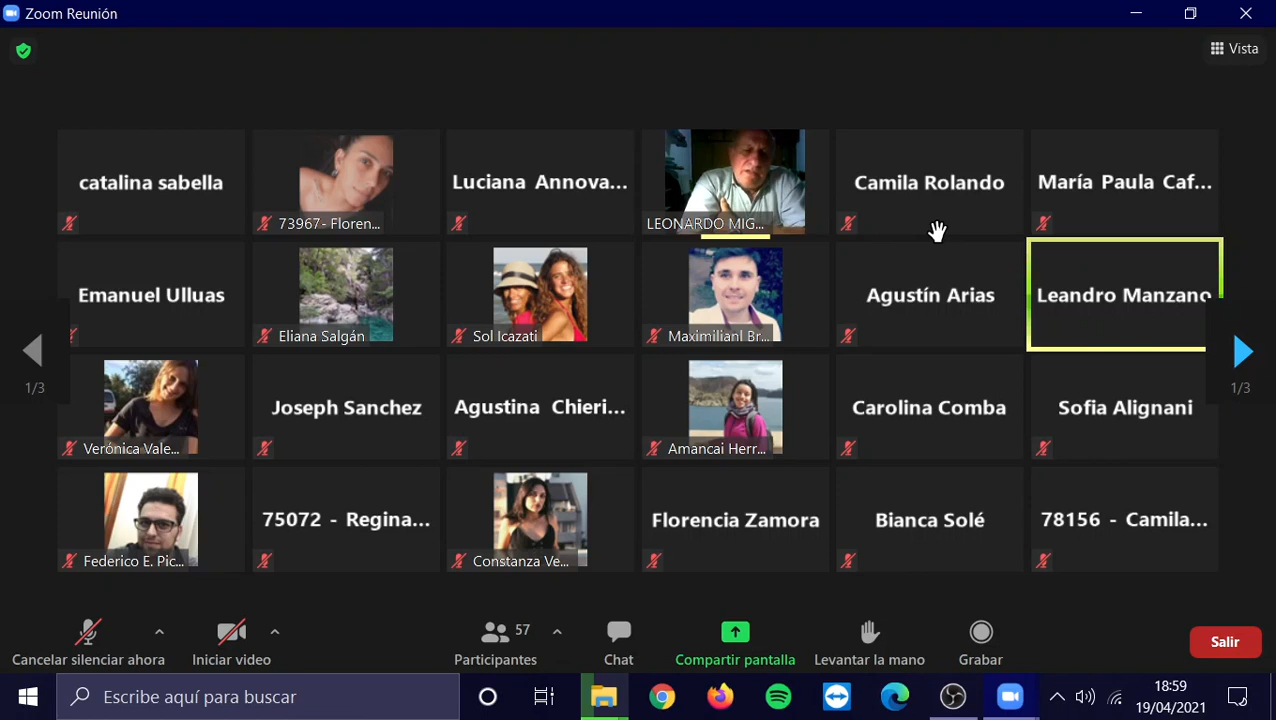 Zoom Reunión
Vista
catalina sabella
73967- Floren...
Luciana Annova...
LEONARDO MIG...
Camila Rolando
María Paula Caf...
Emanuel Ulluas
Eliana Salgán
Sol Icazati
Maximilianl Br...
Agustín Arias
Leandro Manzano
1/3
1/3
Verónica Vale...
Joseph Sanchez
Agustina Chieri...
Amancai Herr...
Carolina Comba
Sofia Alignani
Federico E. Pic...
75072 - Regina...
Constanza Ve...
Florencia Zamora
Bianca Solé
78156 - Camila...
57
Cancelar silenciar ahora
Iniciar video
Participantes
Chat
Compartir pantalla
Levantar la mano
Grabar
Salir
Escribe aquí para buscar
18:59
19/04/2021